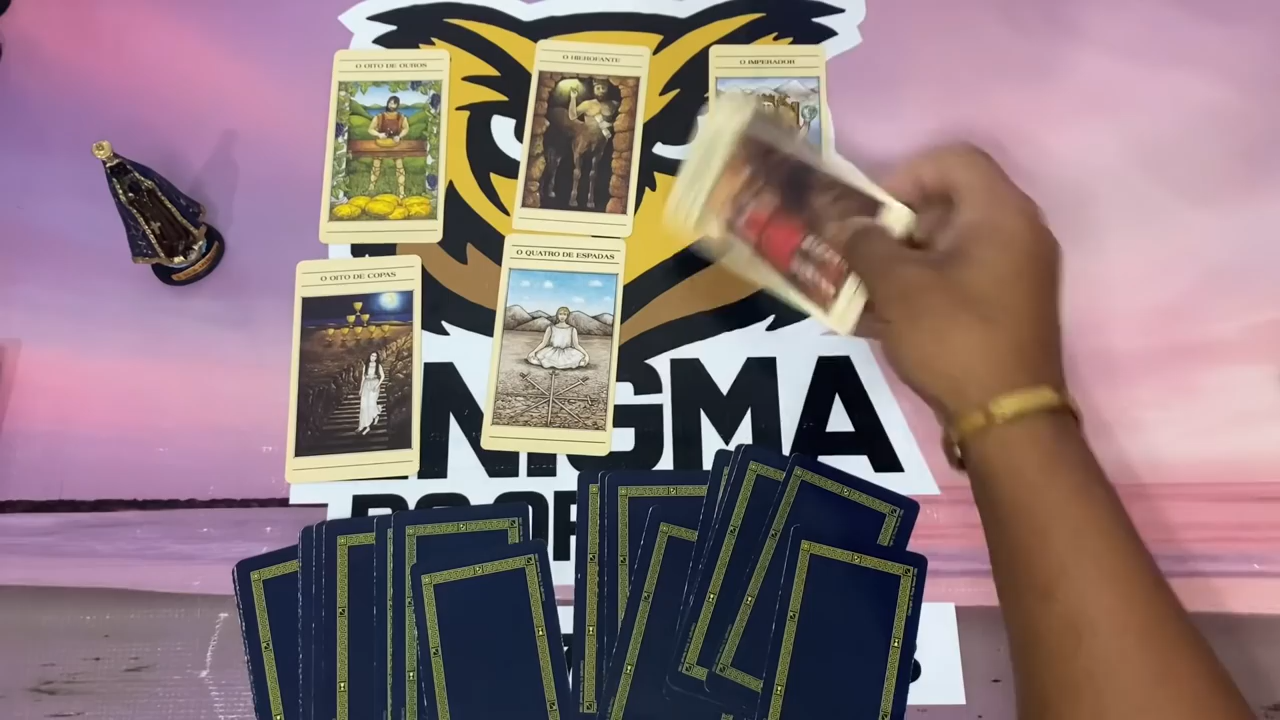 O OITO DE OUROS
O HIEROFANTE
O IMPERADOR
O OITO DE COPAS
O QUATRO DE ESPADAS
NIGMA